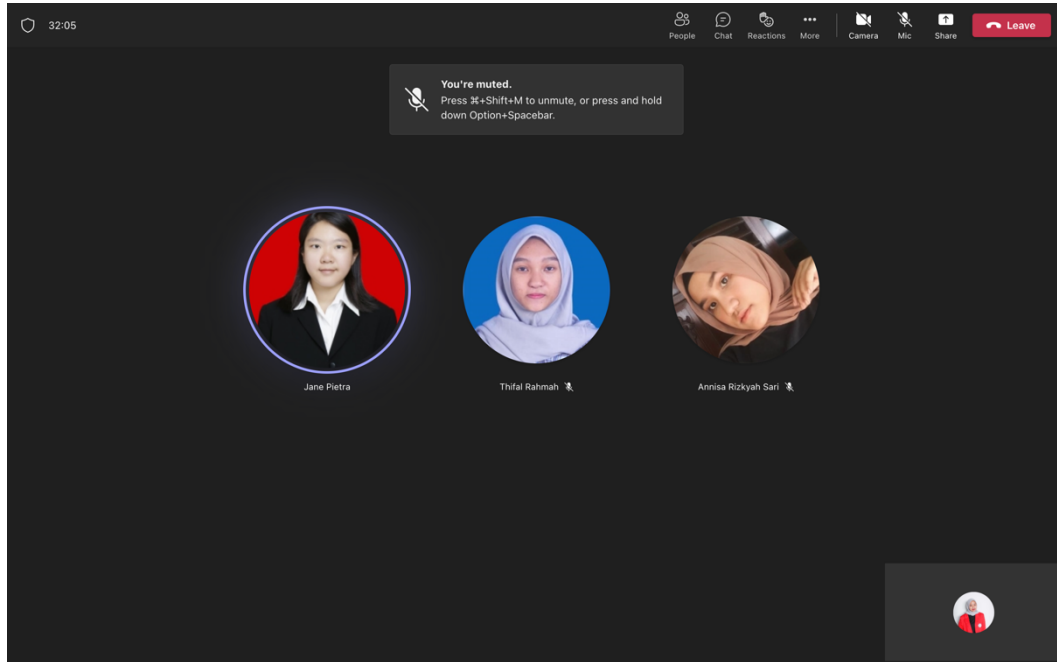 32:05
People
Chat
Reactions
More
Camera
Mic
Share
Leave
You're muted.
Press ⌘+Shift+M to unmute, or press and hold
down Option+Spacebar.
Jane Pietra
Thifal Rahmah
Annisa Rizkyah Sari